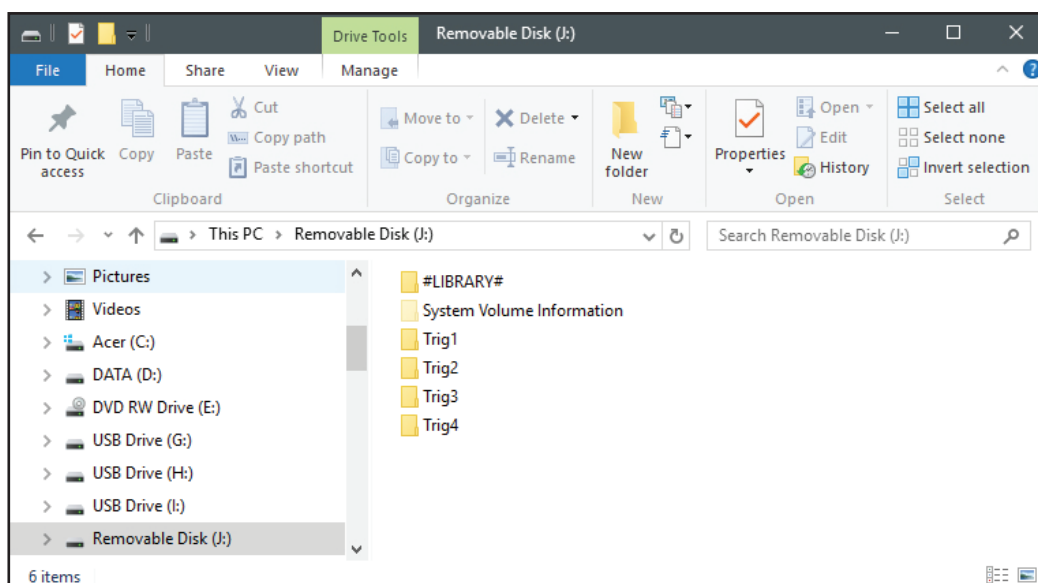 Drive Tools Removable Disk (J:)
File Home Share View Manage
Pin to Quick access
Copy
Paste
Cut
Copy path
Paste shortcut
Clipboard
Move to
Copy to
Delete
Rename
Organize
New folder
New
Properties
Open
Edit
History
Open
Select all
Select none
Invert selection
Select
This PC > Removable Disk (J:)
Search Removable Disk (J:)
Pictures
Videos
Acer (C:)
DATA (D:)
DVD RW Drive (E:)
USB Drive (G:)
USB Drive (H:)
USB Drive (I:)
Removable Disk (J:)
#LIBRARY#
System Volume Information
Trig1
Trig2
Trig3
Trig4
6 items